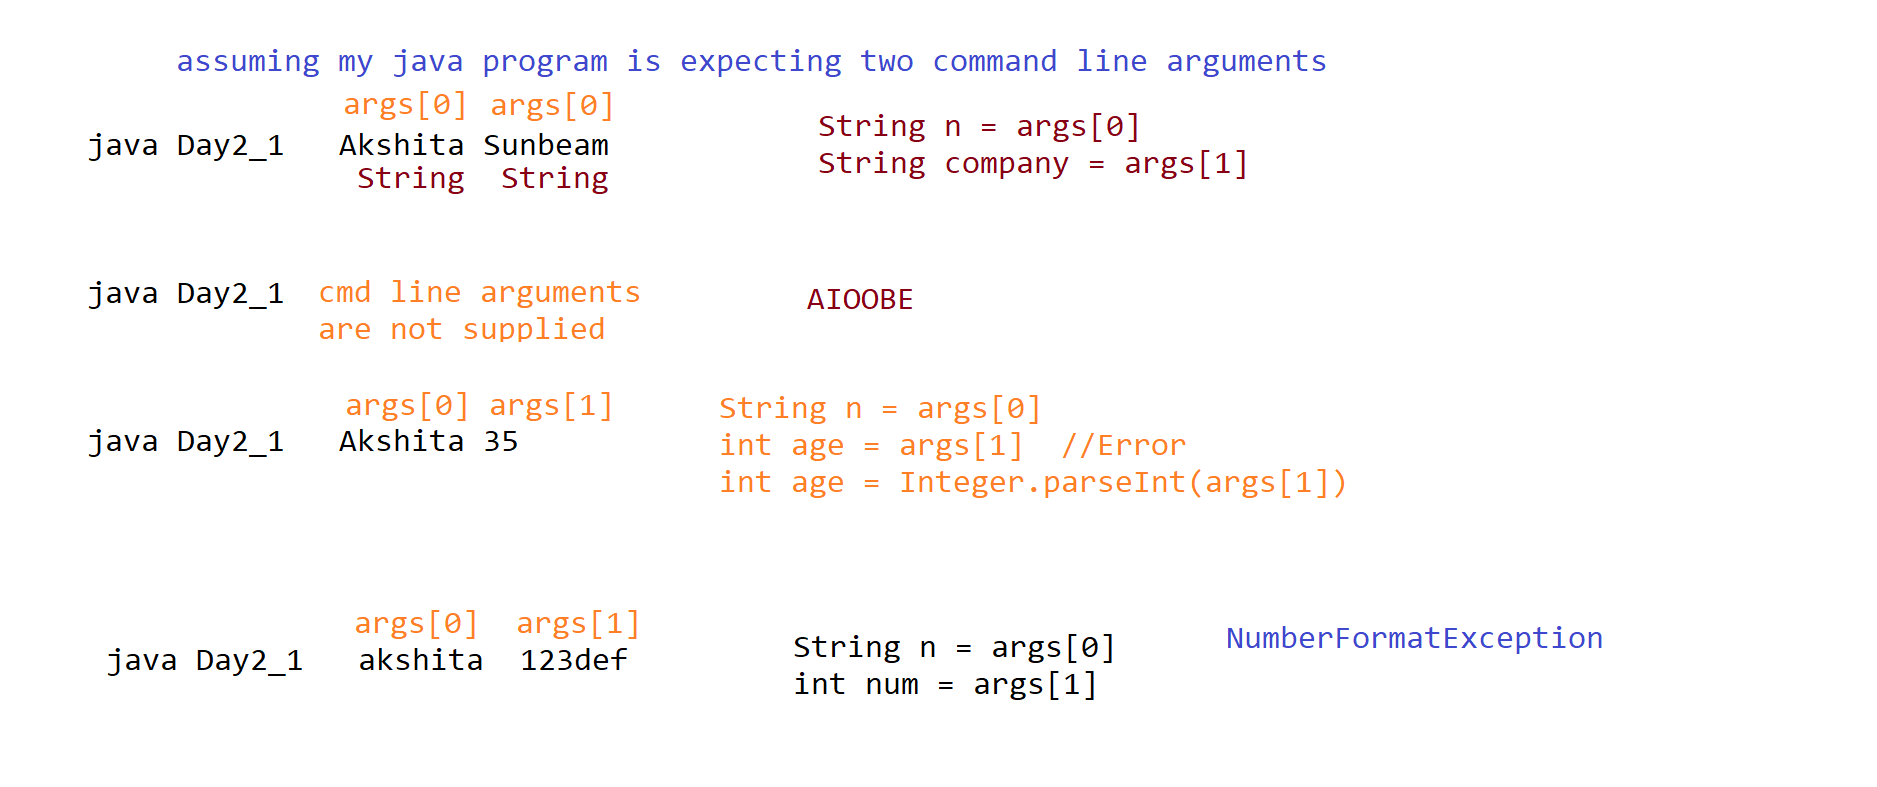 assuming my java program is expecting two command line arguments
args[0] args[0]
java Day2_1 Akshita Sunbeam
String String
String n = args[0]
String company = args[1]
java Day2_1 cmd line arguments
are not supplied
AIOOBE
args[0] args[1]
java Day2_1 Akshita 35
String n = args[0]
int age = args[1] //Error
int age = Integer.parseInt(args[1])
args[0] args[1]
java Day2_1 akshita 123def
String n = args[0]
int num = args[1]
NumberFormatException